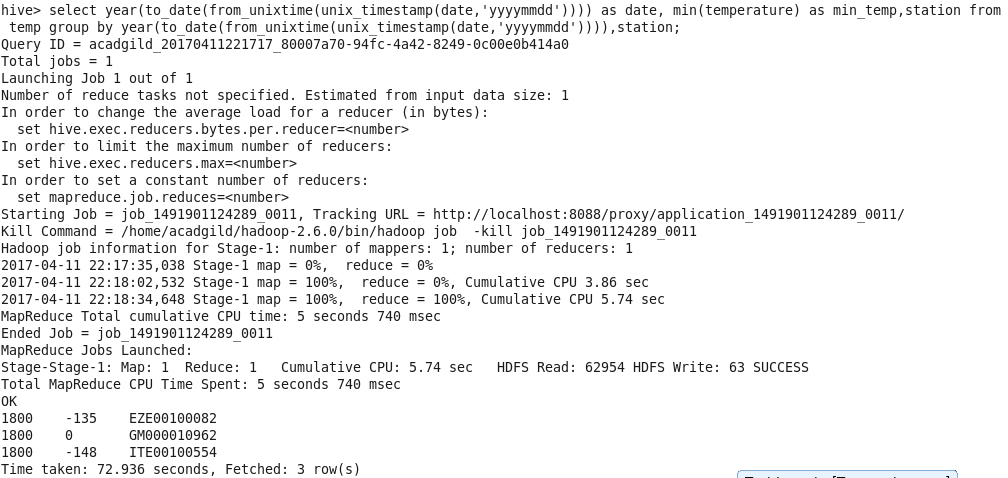 hive> select year(to_date(from_unixtime(unix_timestamp(date,'yyyymmdd')))) as date, min(temperature) as min_temp,station from
temp group by year(to_date(from_unixtime(unix_timestamp(date,'yyyymmdd')))),station;
Query ID = acadgild_20170411221717_80007a70-94fc-4a42-8249-0c00e0b414a0
Total jobs = 1
Launching Job 1 out of 1
Number of reduce tasks not specified. Estimated from input data size: 1
In order to change the average load for a reducer (in bytes):
  set hive.exec.reducers.bytes.per.reducer=<number>
In order to limit the maximum number of reducers:
  set hive.exec.reducers.max=<number>
In order to set a constant number of reducers:
  set mapreduce.job.reduces=<number>
Starting Job = job_1491901124289_0011, Tracking URL = http://localhost:8088/proxy/application_1491901124289_0011/
Kill Command = /home/acadgild/hadoop-2.6.0/bin/hadoop job  -kill job_1491901124289_0011
Hadoop job information for Stage-1: number of mappers: 1; number of reducers: 1
2017-04-11 22:17:35,038 Stage-1 map = 0%,  reduce = 0%
2017-04-11 22:18:02,532 Stage-1 map = 100%,  reduce = 0%, Cumulative CPU 3.86 sec
2017-04-11 22:18:34,648 Stage-1 map = 100%,  reduce = 100%, Cumulative CPU 5.74 sec
MapReduce Total cumulative CPU time: 5 seconds 740 msec
Ended Job = job_1491901124289_0011
MapReduce Jobs Launched:
Stage-Stage-1: Map: 1  Reduce: 1   Cumulative CPU: 5.74 sec   HDFS Read: 62954 HDFS Write: 63 SUCCESS
Total MapReduce CPU Time Spent: 5 seconds 740 msec
OK
1800    -135    EZE00100082
1800    0       GM000010962
1800    -148    ITE00100554
Time taken: 72.936 seconds, Fetched: 3 row(s)